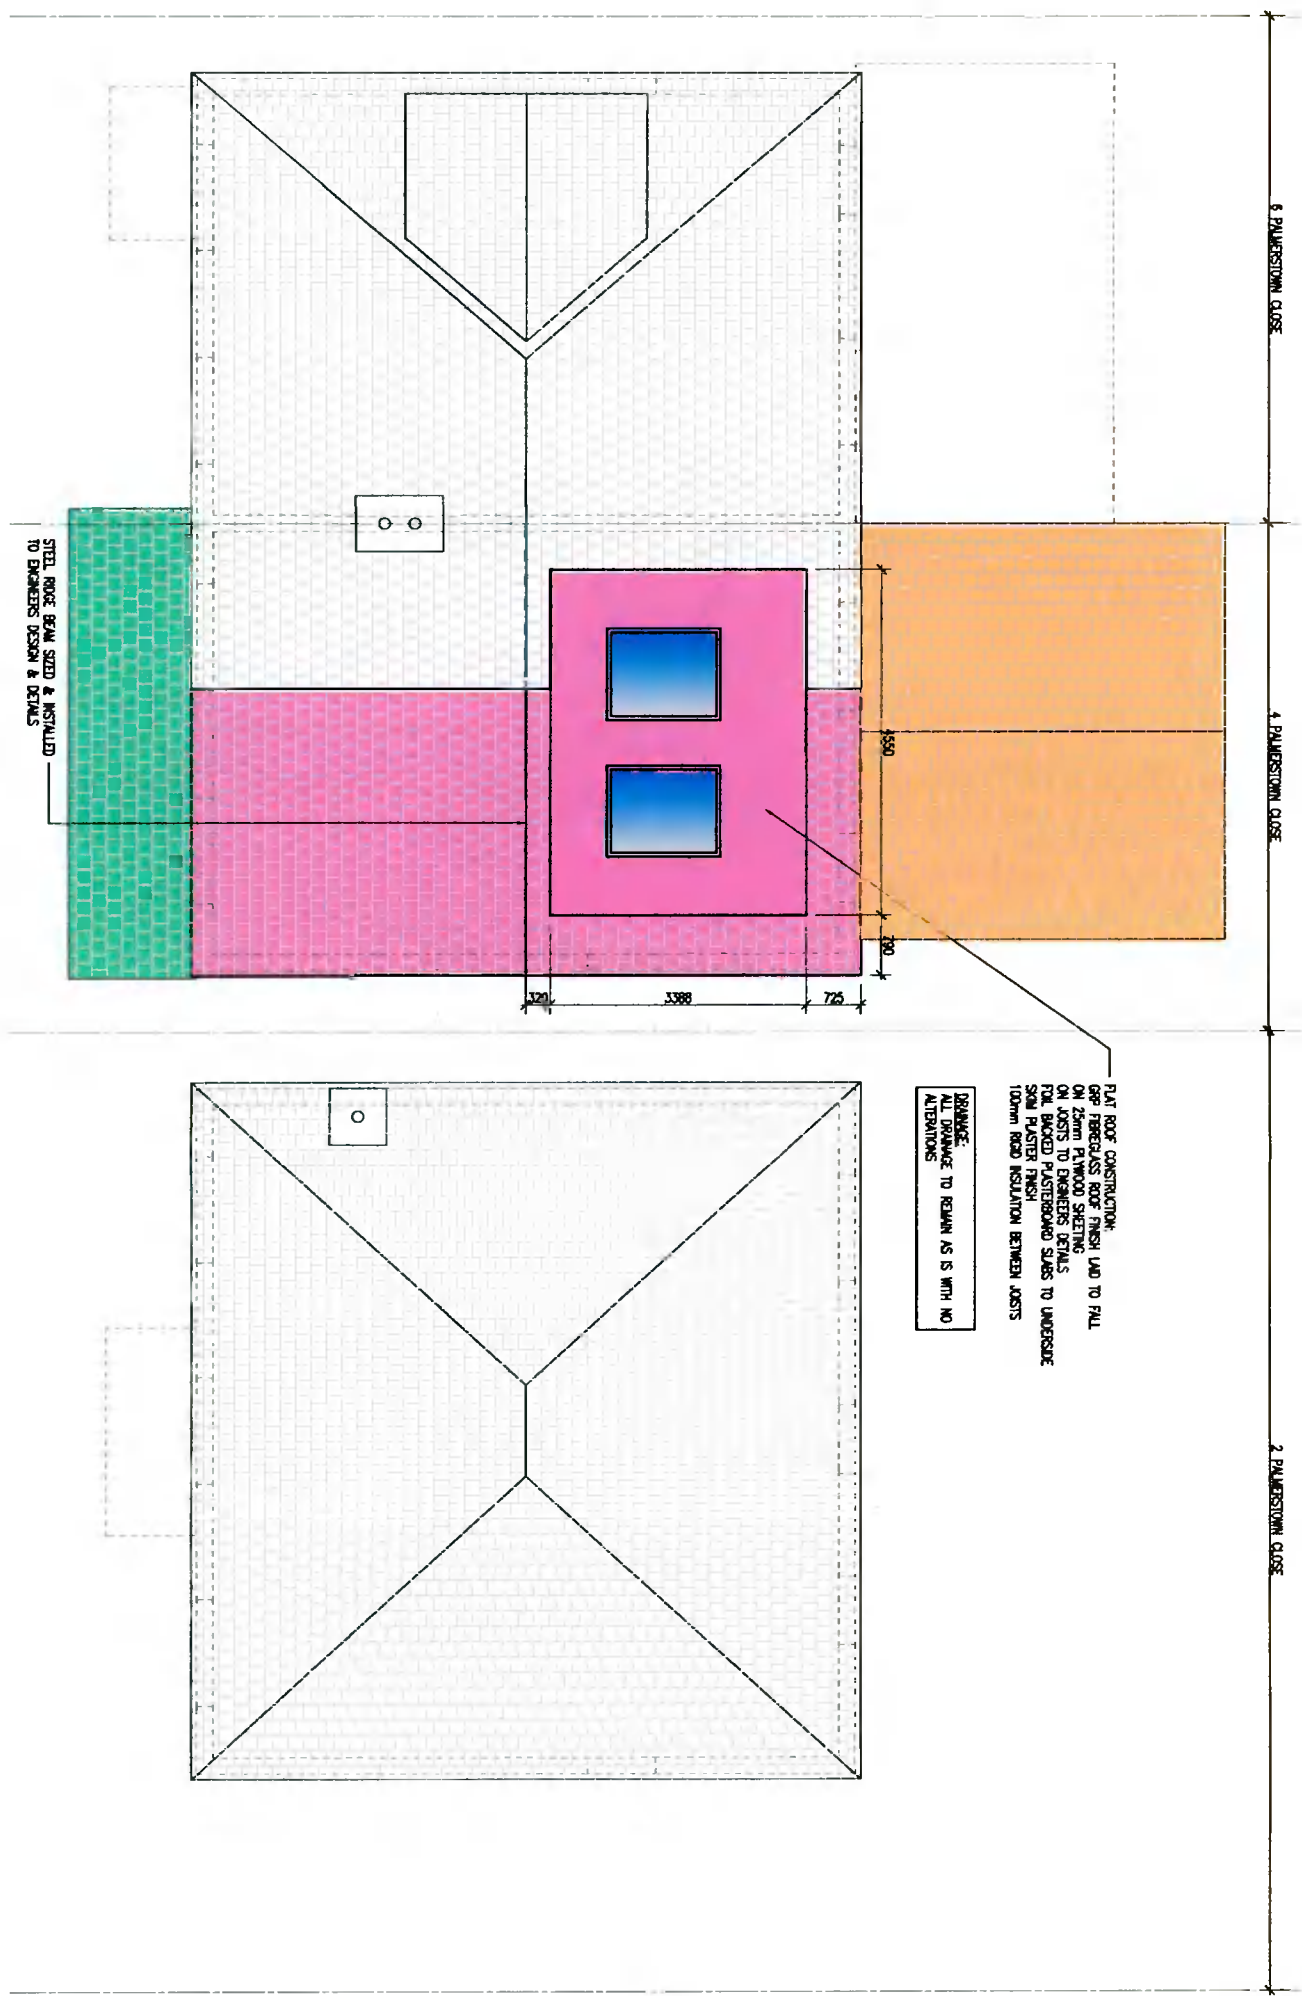 6 PALMERSTOWN CLOSE
4 PALMERSTOWN CLOSE
2 PALMERSTOWN CLOSE
FLAT ROOF CONSTRUCTION:
GRP FIBREGLASS ROOF FINISH LAID TO FALL
ON 25mm PLYWOOD SHEETING
ON JOISTS TO ENGINEERS DETAILS
FOIL BACKED PLASTERBOARD SLABS TO UNDERSIDE
SKIM PLASTER FINISH
100mm RIGID INSULATION BETWEEN JOISTS
DRAINAGE:
ALL DRAINAGE TO REMAIN AS IS WITH NO
ALTERATIONS
4550
790
320
3388
725
STEEL RIDGE BEAM SIZED & INSTALLED
TO ENGINEERS DESIGN & DETAILS